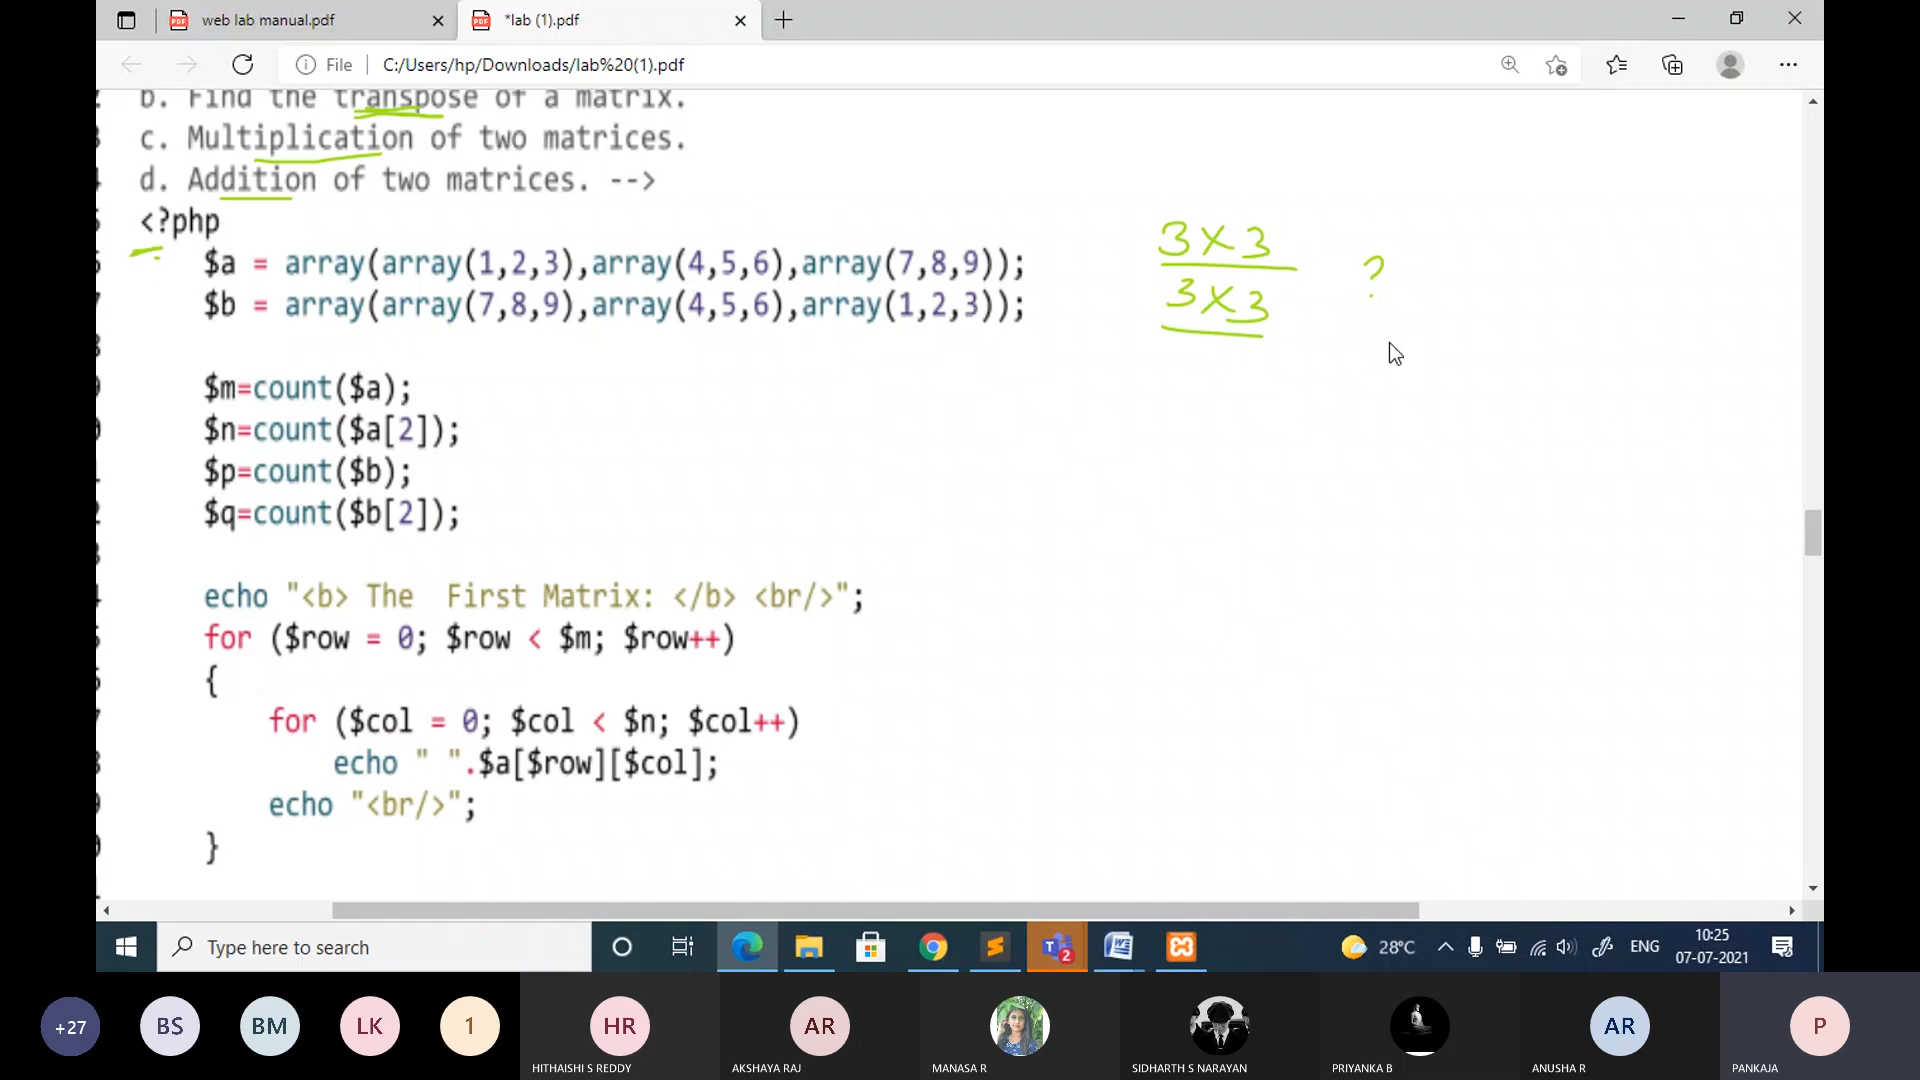 web lab manual.pdf
*lab (1).pdf
File
C:/Users/hp/Downloads/lab%20(1).pdf
b. Find the transpose of a matrix.
c. Multiplication of two matrices.
d. Addition of two matrices. -->
<?php
$a = array(array(1,2,3),array(4,5,6),array(7,8,9));
$b = array(array(7,8,9),array(4,5,6),array(1,2,3));
3 X 3
3 X 3
?
$m=count($a);
$n=count($a[2]);
$p=count($b);
$q=count($b[2]);
echo "<b> The  First Matrix: </b> <br/>";
for ($row = 0; $row < $m; $row++)
{
for ($col = 0; $col < $n; $col++)
echo " ".$a[$row][$col];
echo "<br/>";
}
Type here to search
2
28°C
ENG
10:25
07-07-2021
+27
BS
BM
LK
1
HR
HITHAISHI S REDDY
AR
AKSHAYA RAJ
MANASA R
SIDHARTH S NARAYAN
PRIYANKA B
AR
ANUSHA R
P
PANKAJA